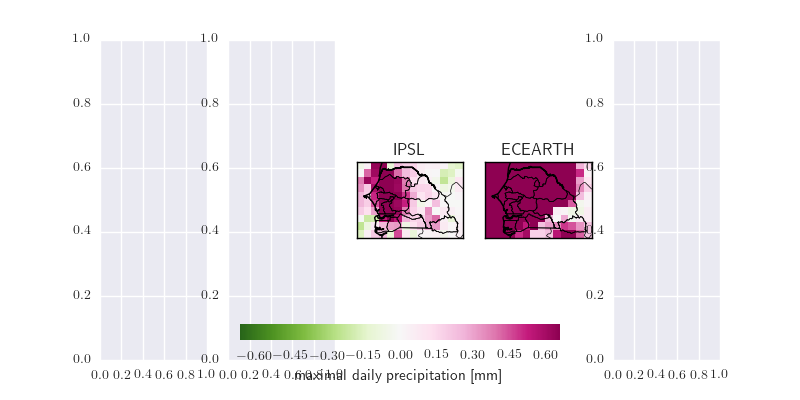 1.0 1.0 1.0
0.8 0.8 0.8
IPSL ECEARTH
0.6 0.6 0.6
0.4 0.4 0.4
0.2 0.2 0.2
−0.60 −0.45 −0.30 −0.15 0.00 0.15 0.30 0.45 0.60
0.0 0.0 0.0
0.0 0.2 0.4 0.6 0.8 1.0 0.0 0.2 0.4 0.6 0.8 1.0 0.0 0.2 0.4 0.6 0.8 1.0
maximal daily precipitation [mm]